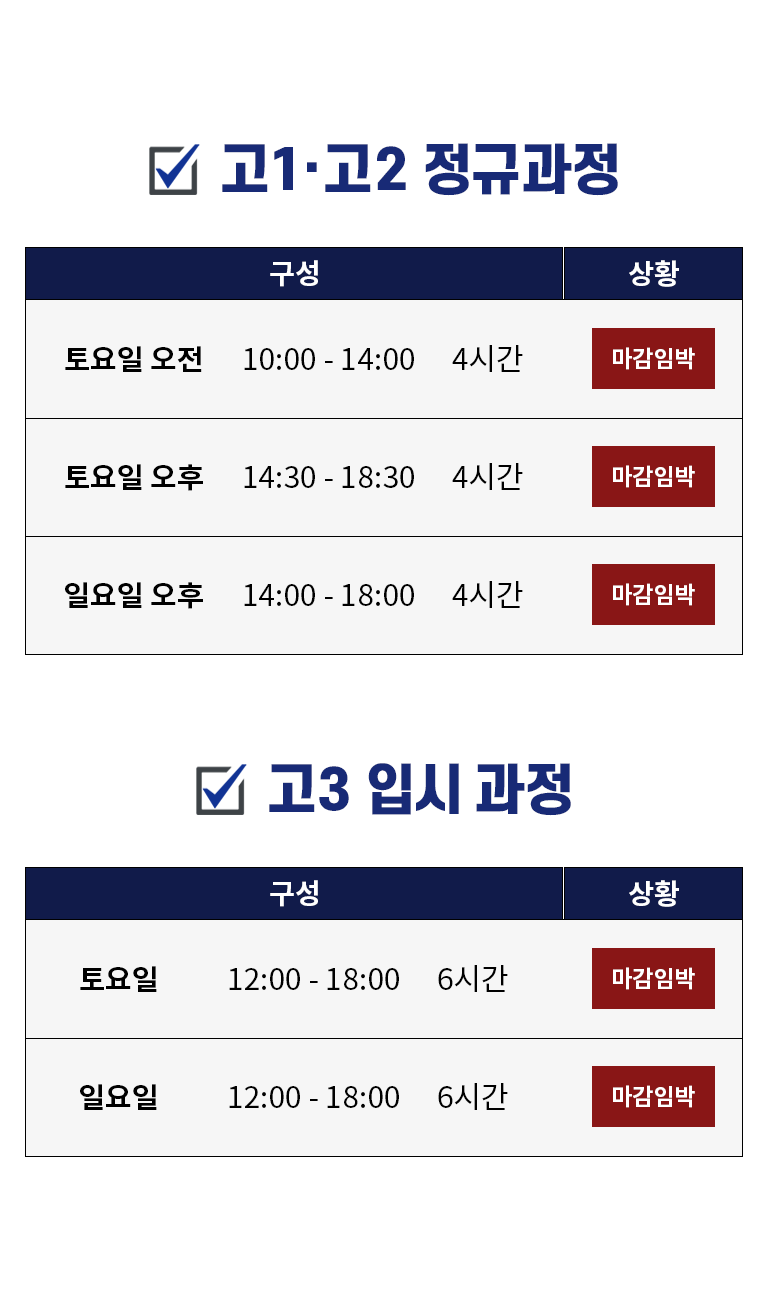 고1·고2 정규과정
구성 상황
토요일 오전 10:00 - 14:00 4시간 마감임박
토요일 오후 14:30 - 18:30 4시간 마감임박
일요일 오후 14:00 - 18:00 4시간 마감임박
고3 입시 과정
구성 상황
토요일 12:00 - 18:00 6시간 마감임박
일요일 12:00 - 18:00 6시간 마감임박